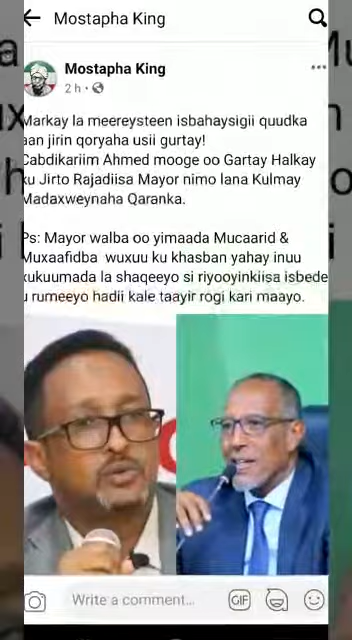 Mostapha King
Mostapha King
2 h
Markay la meereysteen isbahaysigii quudka
aan jirin qoryaha usii gurtay!
Cabdikariim Ahmed mooge oo Gartay Halkay
ku Jirto Rajadiisa Mayor nimo lana Kulmay
Madaxweynaha Qaranka.
Ps: Mayor walba oo yimaada Mucaarid &
Muxaafidba wuxuu ku khasban yahay inuu
xukuumada la shaqeeyo si riyooyinkiisa isbede
u rumeeyo hadii kale taayir rogi kari maayo.
Write a comment...
GIF